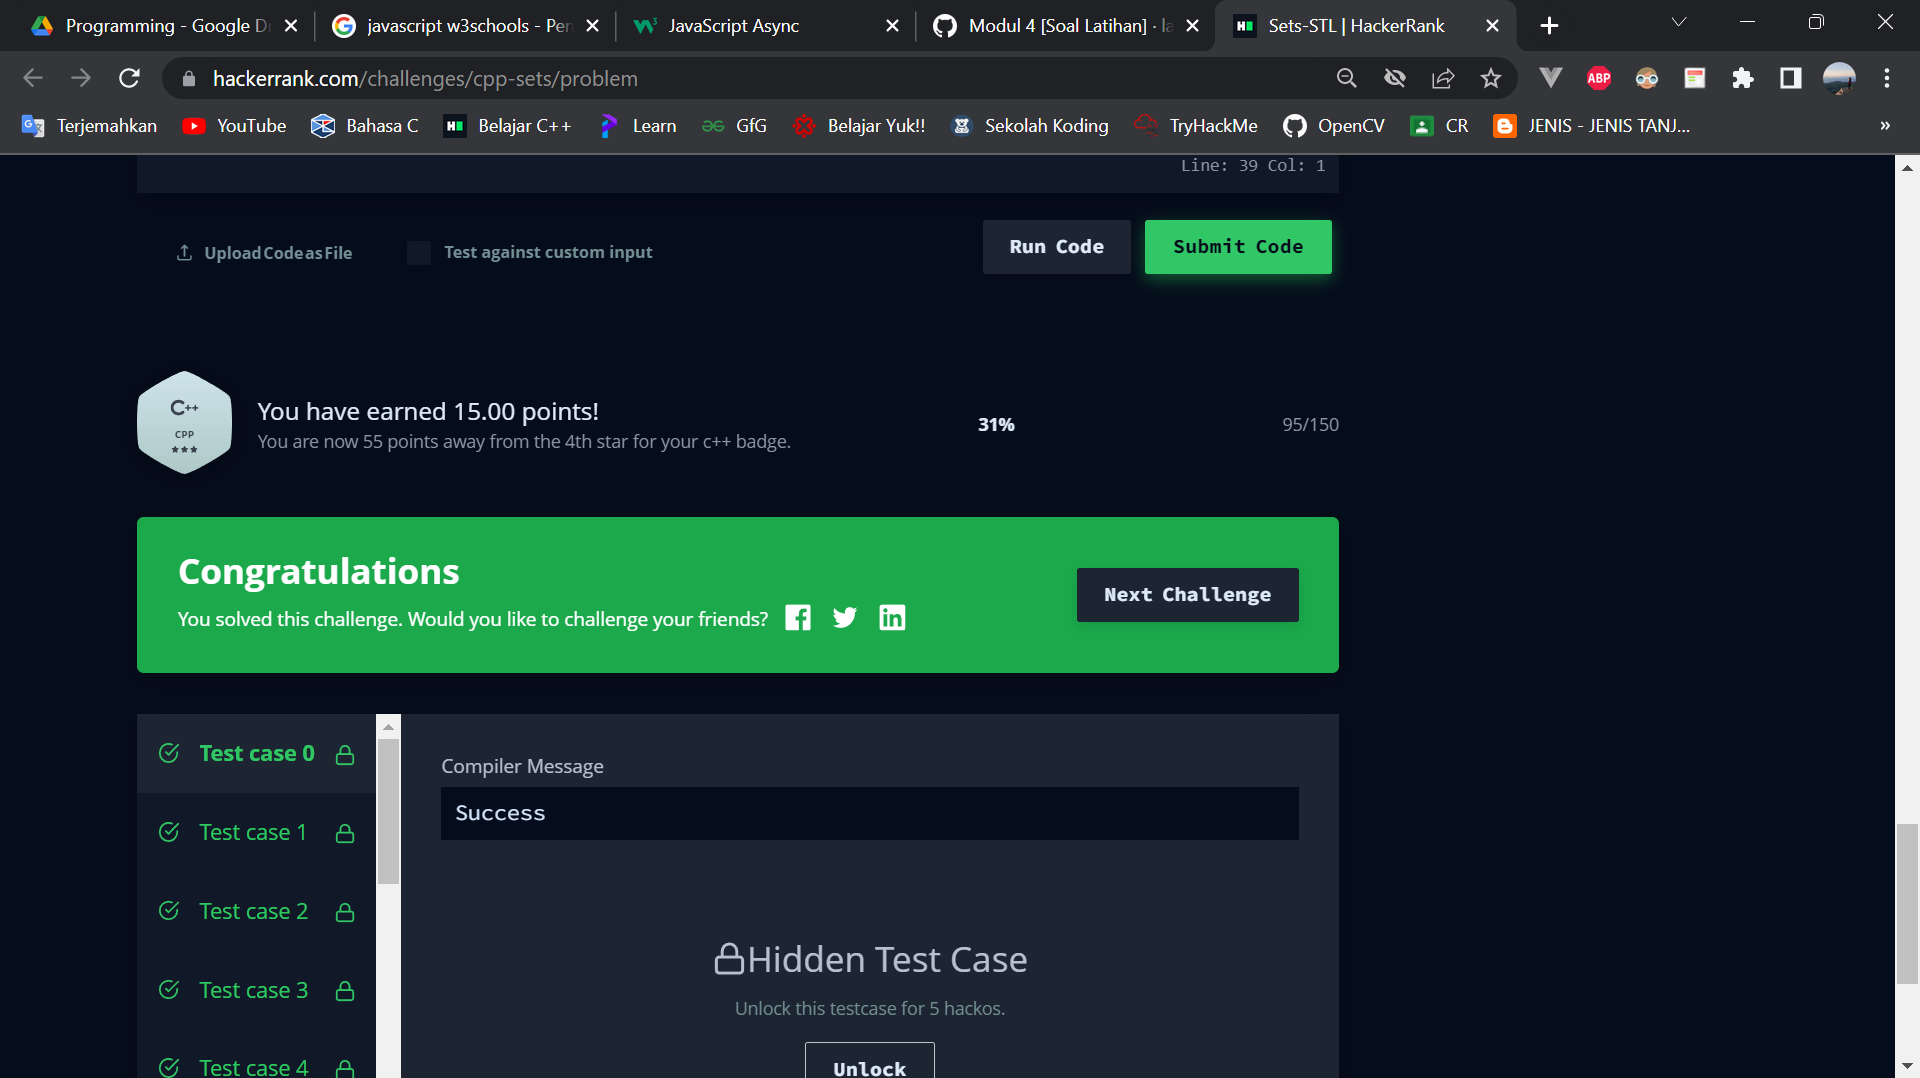 Programming - Google D
javascript w3schools - Pen
JavaScript Async
Modul 4 [Soal Latihan] · la
Sets-STL | HackerRank
hackerrank.com/challenges/cpp-sets/problem
ABP
Terjemahkan
YouTube
Bahasa C
Belajar C++
Learn
GfG
Belajar Yuk!!
Sekolah Koding
TryHackMe
OpenCV
CR
JENIS - JENIS TANJ...
»
Line: 39 Col: 1
Upload Code as File
Test against custom input
Run Code
Submit Code
C++
CPP
You have earned 15.00 points!
You are now 55 points away from the 4th star for your c++ badge.
31%
95/150
Congratulations
You solved this challenge. Would you like to challenge your friends?
Next Challenge
Test case 0
Test case 1
Test case 2
Test case 3
Test case 4
Compiler Message
Success
Hidden Test Case
Unlock this testcase for 5 hackos.
Unlock